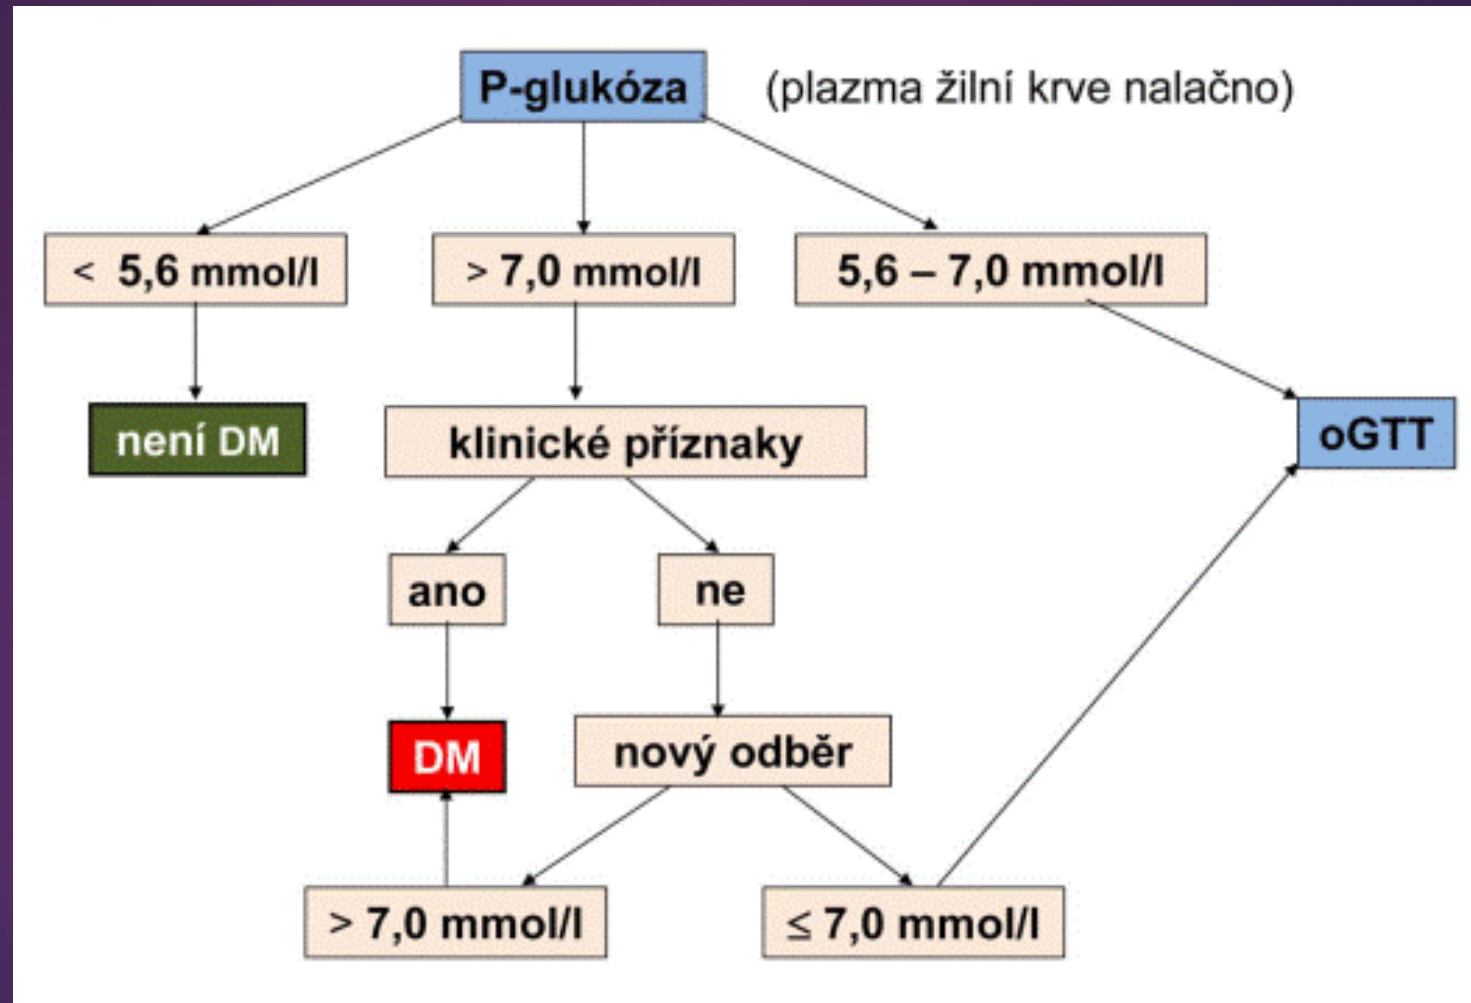 P-glukóza (plazma žilní krve nalačno)
< 5,6 mmol/l
> 7,0 mmol/l
5,6 – 7,0 mmol/l
není DM
klinické příznaky
oGTT
ano
ne
DM
nový odběr
> 7,0 mmol/l
≤ 7,0 mmol/l